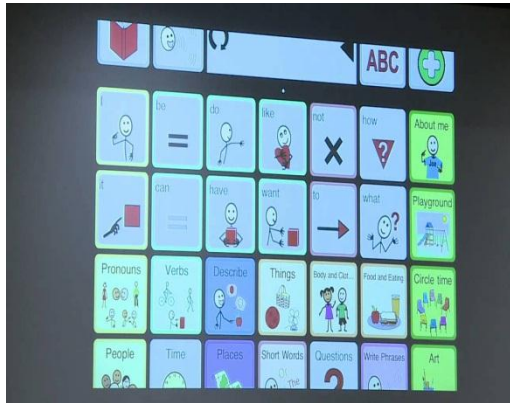 ABC
I be do like not how About me
it can have want to what Playground
Pronouns Verbs Describe Things Body and Clot... Food and Eating Circle time
People Time Places Short Words Questions Write Phrases Art
The